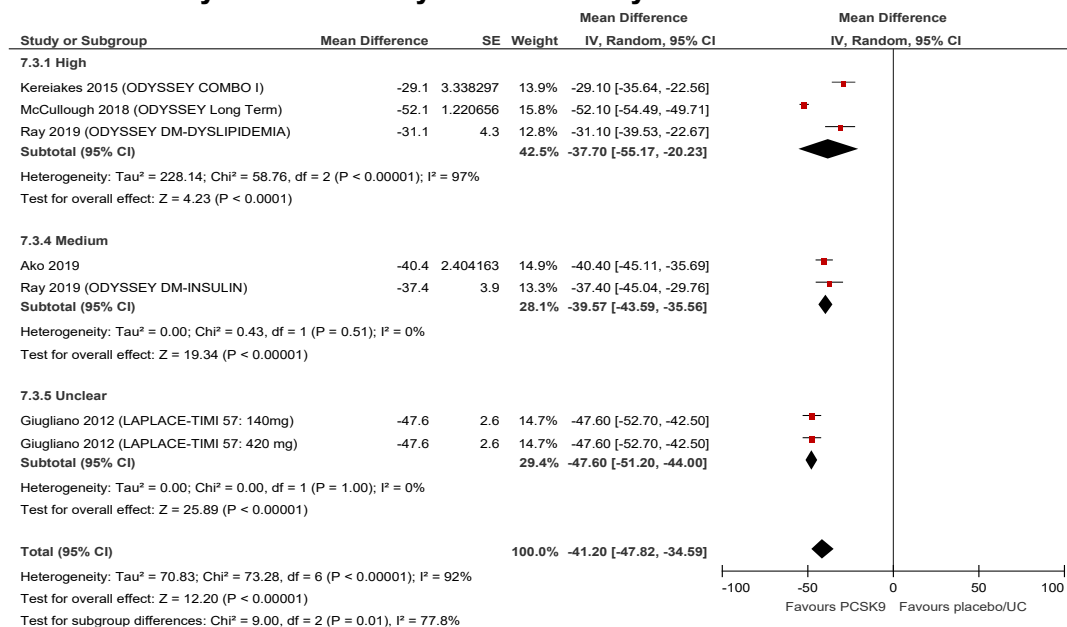 Mean Difference Mean Difference
Study or Subgroup Mean Difference SE Weight IV, Random, 95% CI IV, Random, 95% CI
7.3.1 High
Kereiakes 2015 (ODYSSEY COMBO I) -29.1 3.338297 13.9% -29.10 [-35.64, -22.56]
McCullough 2018 (ODYSSEY Long Term) -52.1 1.220656 15.8% -52.10 [-54.49, -49.71]
Ray 2019 (ODYSSEY DM-DYSLIPIDEMIA) -31.1 4.3 12.8% -31.10 [-39.53, -22.67]
Subtotal (95% CI) 42.5% -37.70 [-55.17, -20.23]
Heterogeneity: Tau² = 228.14; Chi² = 58.76, df = 2 (P < 0.00001); I² = 97%
Test for overall effect: Z = 4.23 (P < 0.0001)
7.3.4 Medium
Ako 2019 -40.4 2.404163 14.9% -40.40 [-45.11, -35.69]
Ray 2019 (ODYSSEY DM-INSULIN) -37.4 3.9 13.3% -37.40 [-45.04, -29.76]
Subtotal (95% CI) 28.1% -39.57 [-43.59, -35.56]
Heterogeneity: Tau² = 0.00; Chi² = 0.43, df = 1 (P = 0.51); I² = 0%
Test for overall effect: Z = 19.34 (P < 0.00001)
7.3.5 Unclear
Giugliano 2012 (LAPLACE-TIMI 57: 140mg) -47.6 2.6 14.7% -47.60 [-52.70, -42.50]
Giugliano 2012 (LAPLACE-TIMI 57: 420 mg) -47.6 2.6 14.7% -47.60 [-52.70, -42.50]
Subtotal (95% CI) 29.4% -47.60 [-51.20, -44.00]
Heterogeneity: Tau² = 0.00; Chi² = 0.00, df = 1 (P = 1.00); I² = 0%
Test for overall effect: Z = 25.89 (P < 0.00001)
Total (95% CI) 100.0% -41.20 [-47.82, -34.59]
Heterogeneity: Tau² = 70.83; Chi² = 73.28, df = 6 (P < 0.00001); I² = 92%
Test for overall effect: Z = 12.20 (P < 0.00001)
Test for subgroup differences: Chi² = 9.00, df = 2 (P = 0.01), I² = 77.8%
-100 -50 0 50 100
Favours PCSK9 Favours placebo/UC